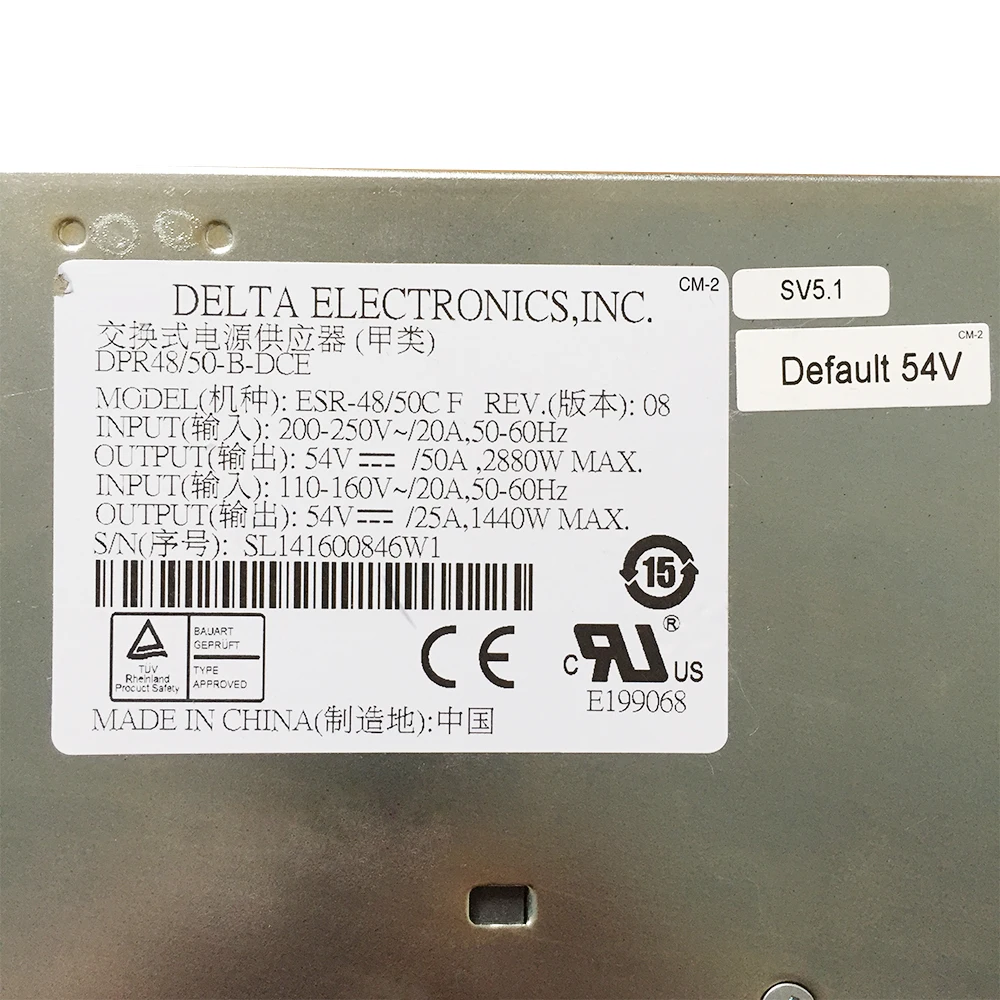 DELTA ELECTRONICS,INC.
CM-2
交换式电源供应器 (甲类)
DPR48/50-B-DCE
MODEL(机种): ESR-48/50C F REV.(版本): 08
INPUT(输入): 200-250V~/20A,50-60Hz
OUTPUT(输出): 54V⎓ /50A ,2880W MAX.
INPUT(输入): 110-160V~/20A,50-60Hz
OUTPUT(输出): 54V⎓ /25A,1440W MAX.
S/N(序号): SL141600846W1
15
TÜV
Rheinland
Product Safety
BAUART
GEPRÜFT
TYPE
APPROVED
CE
c RU ® US
E199068
MADE IN CHINA(制造地):中国
SV5.1
CM-2
Default 54V